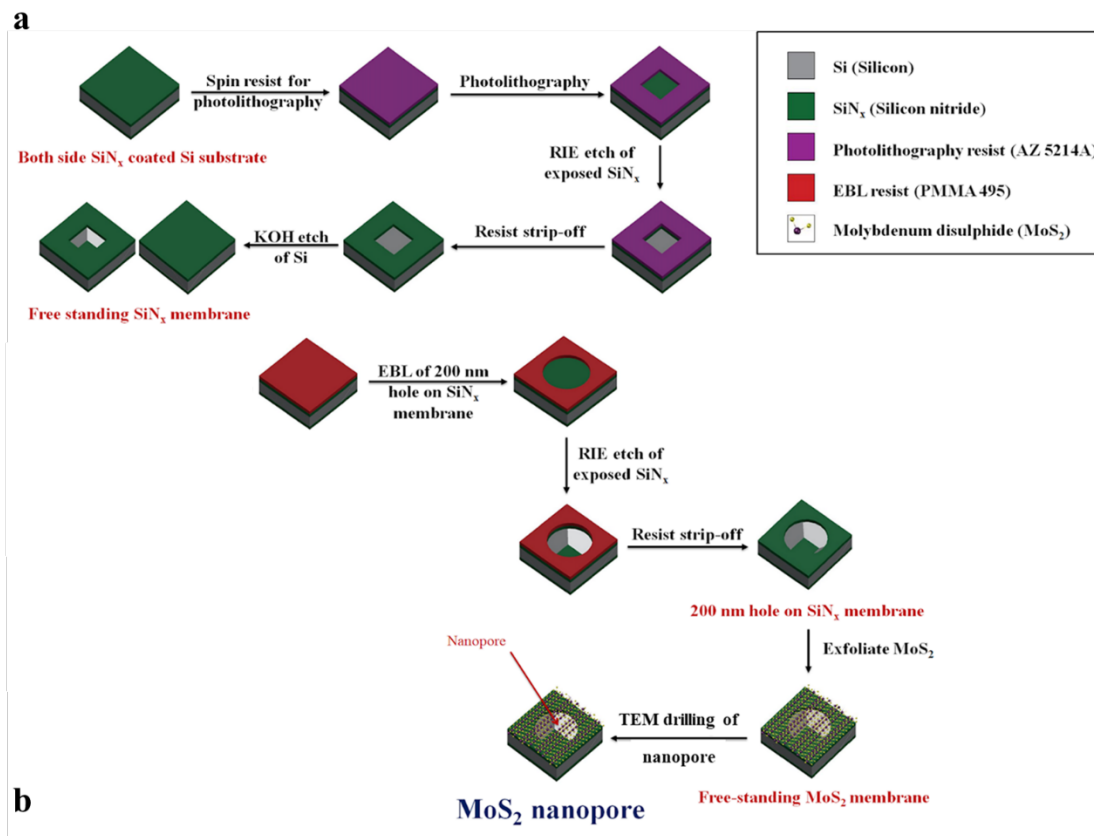 a
Spin resist for
photolithography
Photolithography
Both side SiNₓ coated Si substrate
RIE etch of
exposed SiNₓ
Si (Silicon)
SiNₓ (Silicon nitride)
Photolithography resist (AZ 5214A)
EBL resist (PMMA 495)
Molybdenum disulphide (MoS₂)
KOH etch
of Si
Resist strip-off
Free standing SiNₓ membrane
EBL of 200 nm
hole on SiNₓ
membrane
RIE etch of
exposed SiNₓ
Resist strip-off
200 nm hole on SiNₓ membrane
Exfoliate MoS₂
Nanopore
TEM drilling of
nanopore
Free-standing MoS₂ membrane
b
MoS₂ nanopore